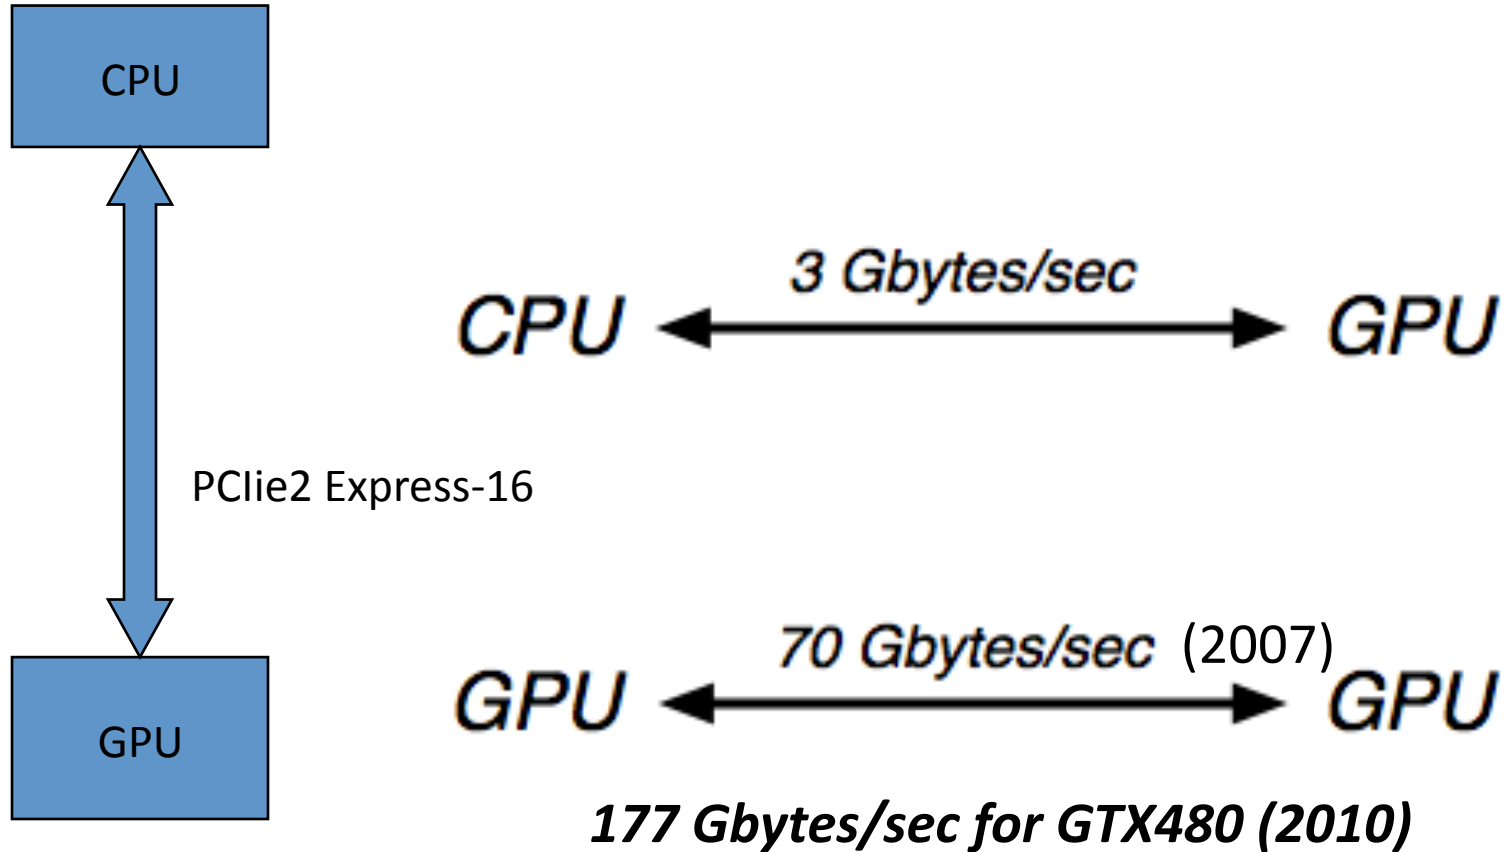 CPU
3 Gbytes/sec
CPU GPU
PCIie2 Express-16
70 Gbytes/sec (2007)
GPU GPU
GPU
177 Gbytes/sec for GTX480 (2010)